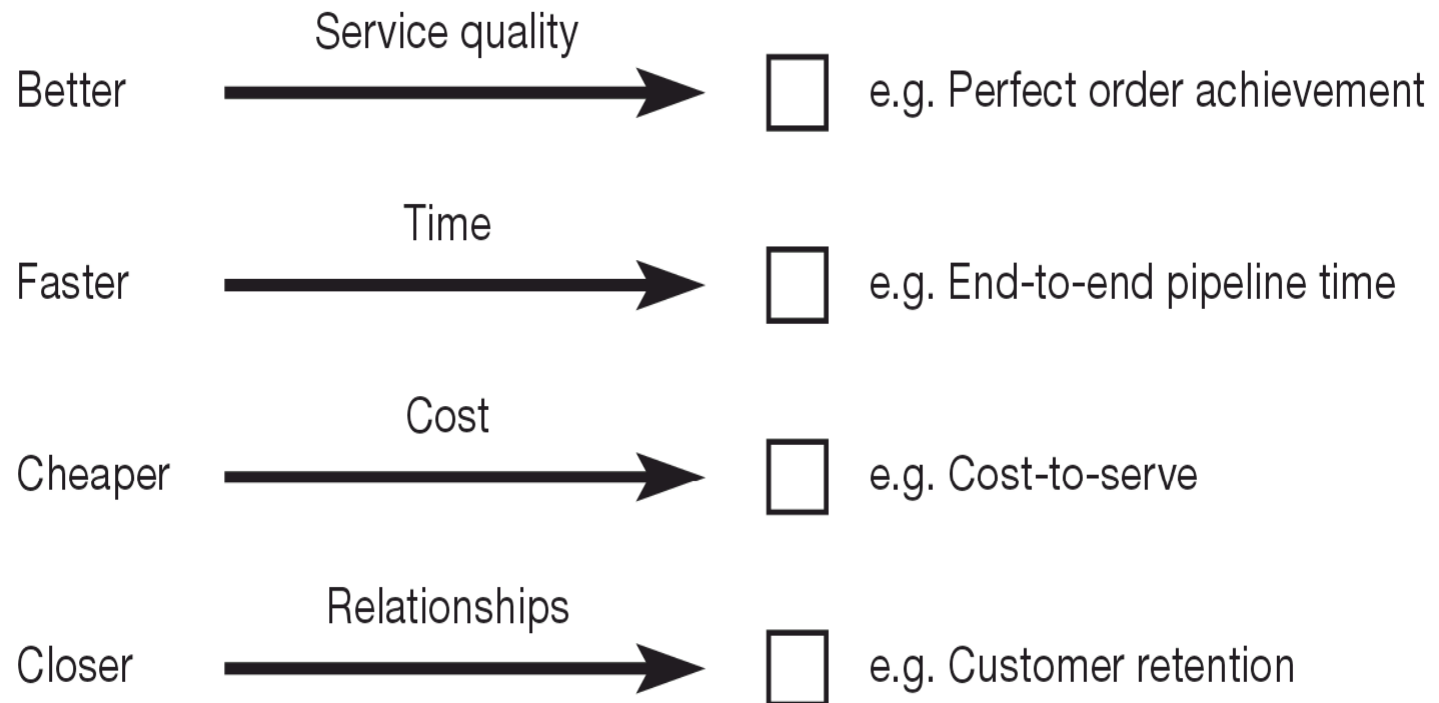 Service quality
Better e.g. Perfect order achievement
Time
Faster e.g. End-to-end pipeline time
Cost
Cheaper e.g. Cost-to-serve
Relationships
Closer e.g. Customer retention